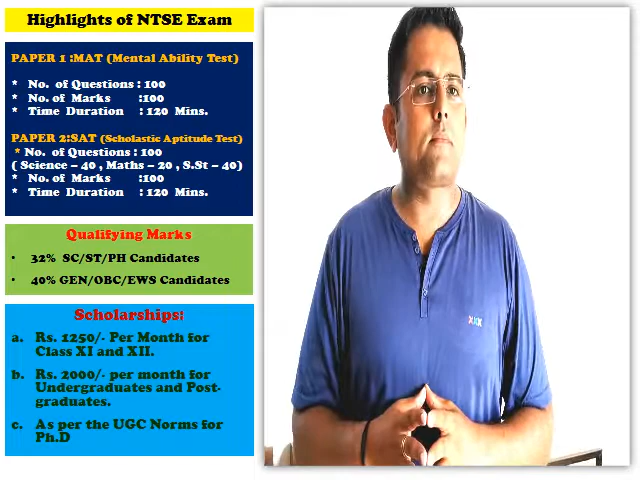 Highlights of NTSE Exam
PAPER 1 :MAT (Mental Ability Test)
* No. of Questions : 100
* No. of Marks :100
* Time Duration : 120 Mins.
PAPER 2:SAT (Scholastic Aptitude Test)
* No. of Questions : 100
( Science – 40 , Maths – 20 , S.St – 40)
* No. of Marks :100
* Time Duration : 120 Mins.
Qualifying Marks
• 32% SC/ST/PH Candidates
• 40% GEN/OBC/EWS Candidates
Scholarships:
a. Rs. 1250/- Per Month for
Class XI and XII.
b. Rs. 2000/- per month for
Undergraduates and Post-
graduates.
c. As per the UGC Norms for
Ph.D
XXX